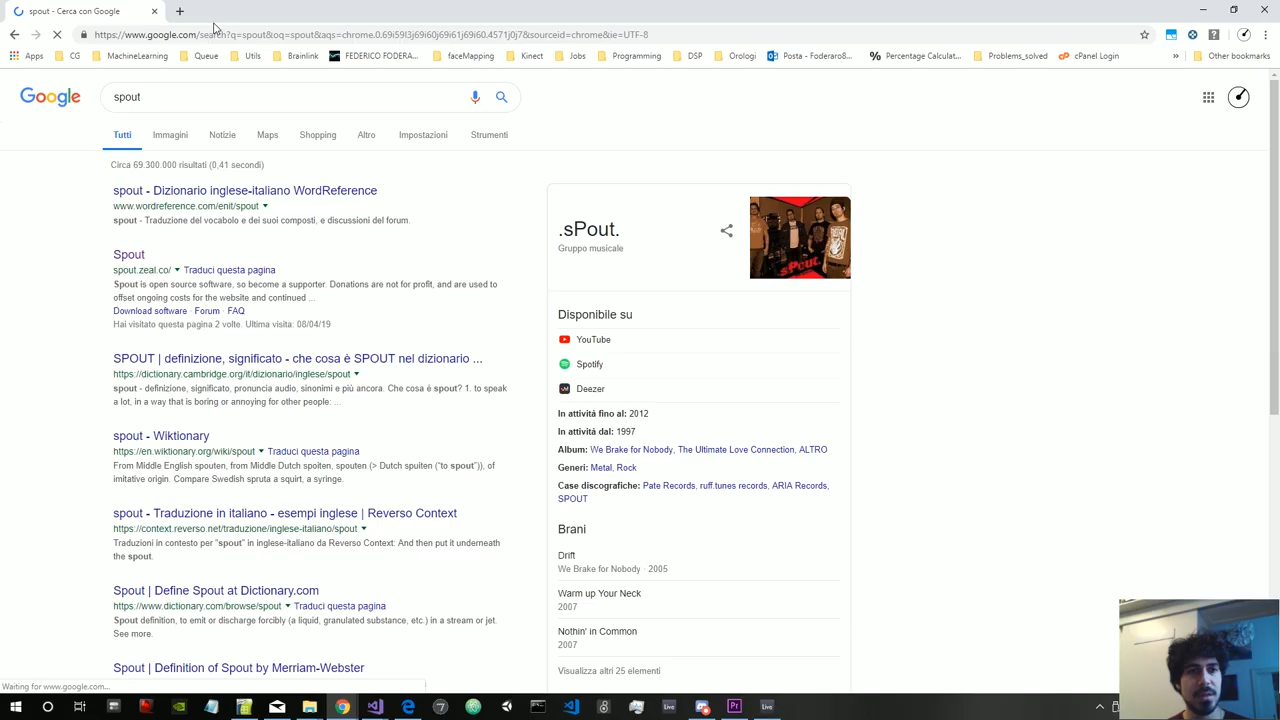 spout - Cerca con Google
https://www.google.com/search?q=spout&oq=spout&aqs=chrome.0.69i59l3j69i60j69i61j69i60.4571j0j7&sourceid=chrome&ie=UTF-8
Apps CG MachineLearning Queue Utils Brainlink FEDERICO FODERA... faceMapping Kinect Jobs Programming DSP Orologi Posta - Foderaro8... Percentage Calculat... Problems_solved cPanel Login » Other bookmarks
Google
spout
Tutti Immagini Notizie Maps Shopping Altro Impostazioni Strumenti
Circa 69.300.000 risultati (0,41 secondi)
spout - Dizionario inglese-italiano WordReference
www.wordreference.com/enit/spout
spout - Traduzione del vocabolo e dei suoi composti, e discussioni del forum.
Spout
spout.zeal.co/ Traduci questa pagina
Spout is open source software, so become a supporter. Donations are not for profit, and are used to
offset ongoing costs for the website and continued ...
Download software · Forum · FAQ
Hai visitato questa pagina 2 volte. Ultima visita: 08/04/19
SPOUT | definizione, significato - che cosa è SPOUT nel dizionario ...
https://dictionary.cambridge.org/it/dizionario/inglese/spout
spout - definizione, significato, pronuncia audio, sinonimi e più ancora. Che cosa è spout? 1. to speak
a lot, in a way that is boring or annoying for other people: ...
spout - Wiktionary
https://en.wiktionary.org/wiki/spout Traduci questa pagina
From Middle English spouten, from Middle Dutch spoiten, spouten (> Dutch spuiten (“to spout”)), of
imitative origin. Compare Swedish spruta a squirt, a syringe.
spout - Traduzione in italiano - esempi inglese | Reverso Context
https://context.reverso.net/traduzione/inglese-italiano/spout
Traduzioni in contesto per "spout" in inglese-italiano da Reverso Context: And then put it underneath
the spout.
Spout | Define Spout at Dictionary.com
https://www.dictionary.com/browse/spout Traduci questa pagina
Spout definition, to emit or discharge forcibly (a liquid, granulated substance, etc.) in a stream or jet.
See more.
Spout | Definition of Spout by Merriam-Webster
Waiting for www.google.com...
.sPout.
Gruppo musicale
sPout.
Disponibile su
YouTube
Spotify
Deezer
In attività fino al: 2012
In attività dal: 1997
Album: We Brake for Nobody, The Ultimate Love Connection, ALTRO
Generi: Metal, Rock
Case discografiche: Pate Records, ruff.tunes records, ARIA Records,
SPOUT
Brani
Drift
We Brake for Nobody · 2005
Warm up Your Neck
2007
Nothin' in Common
2007
Visualizza altri 25 elementi
Live Pr Live